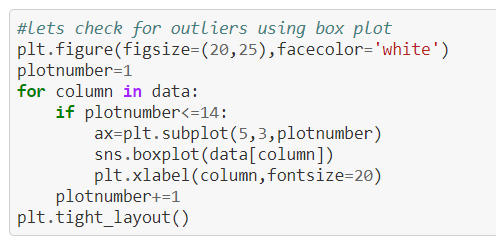 #lets check for outliers using box plot
plt.figure(figsize=(20,25),facecolor='white')
plotnumber=1
for column in data:
    if plotnumber<=14:
        ax=plt.subplot(5,3,plotnumber)
        sns.boxplot(data[column])
        plt.xlabel(column,fontsize=20)
    plotnumber+=1
plt.tight_layout()